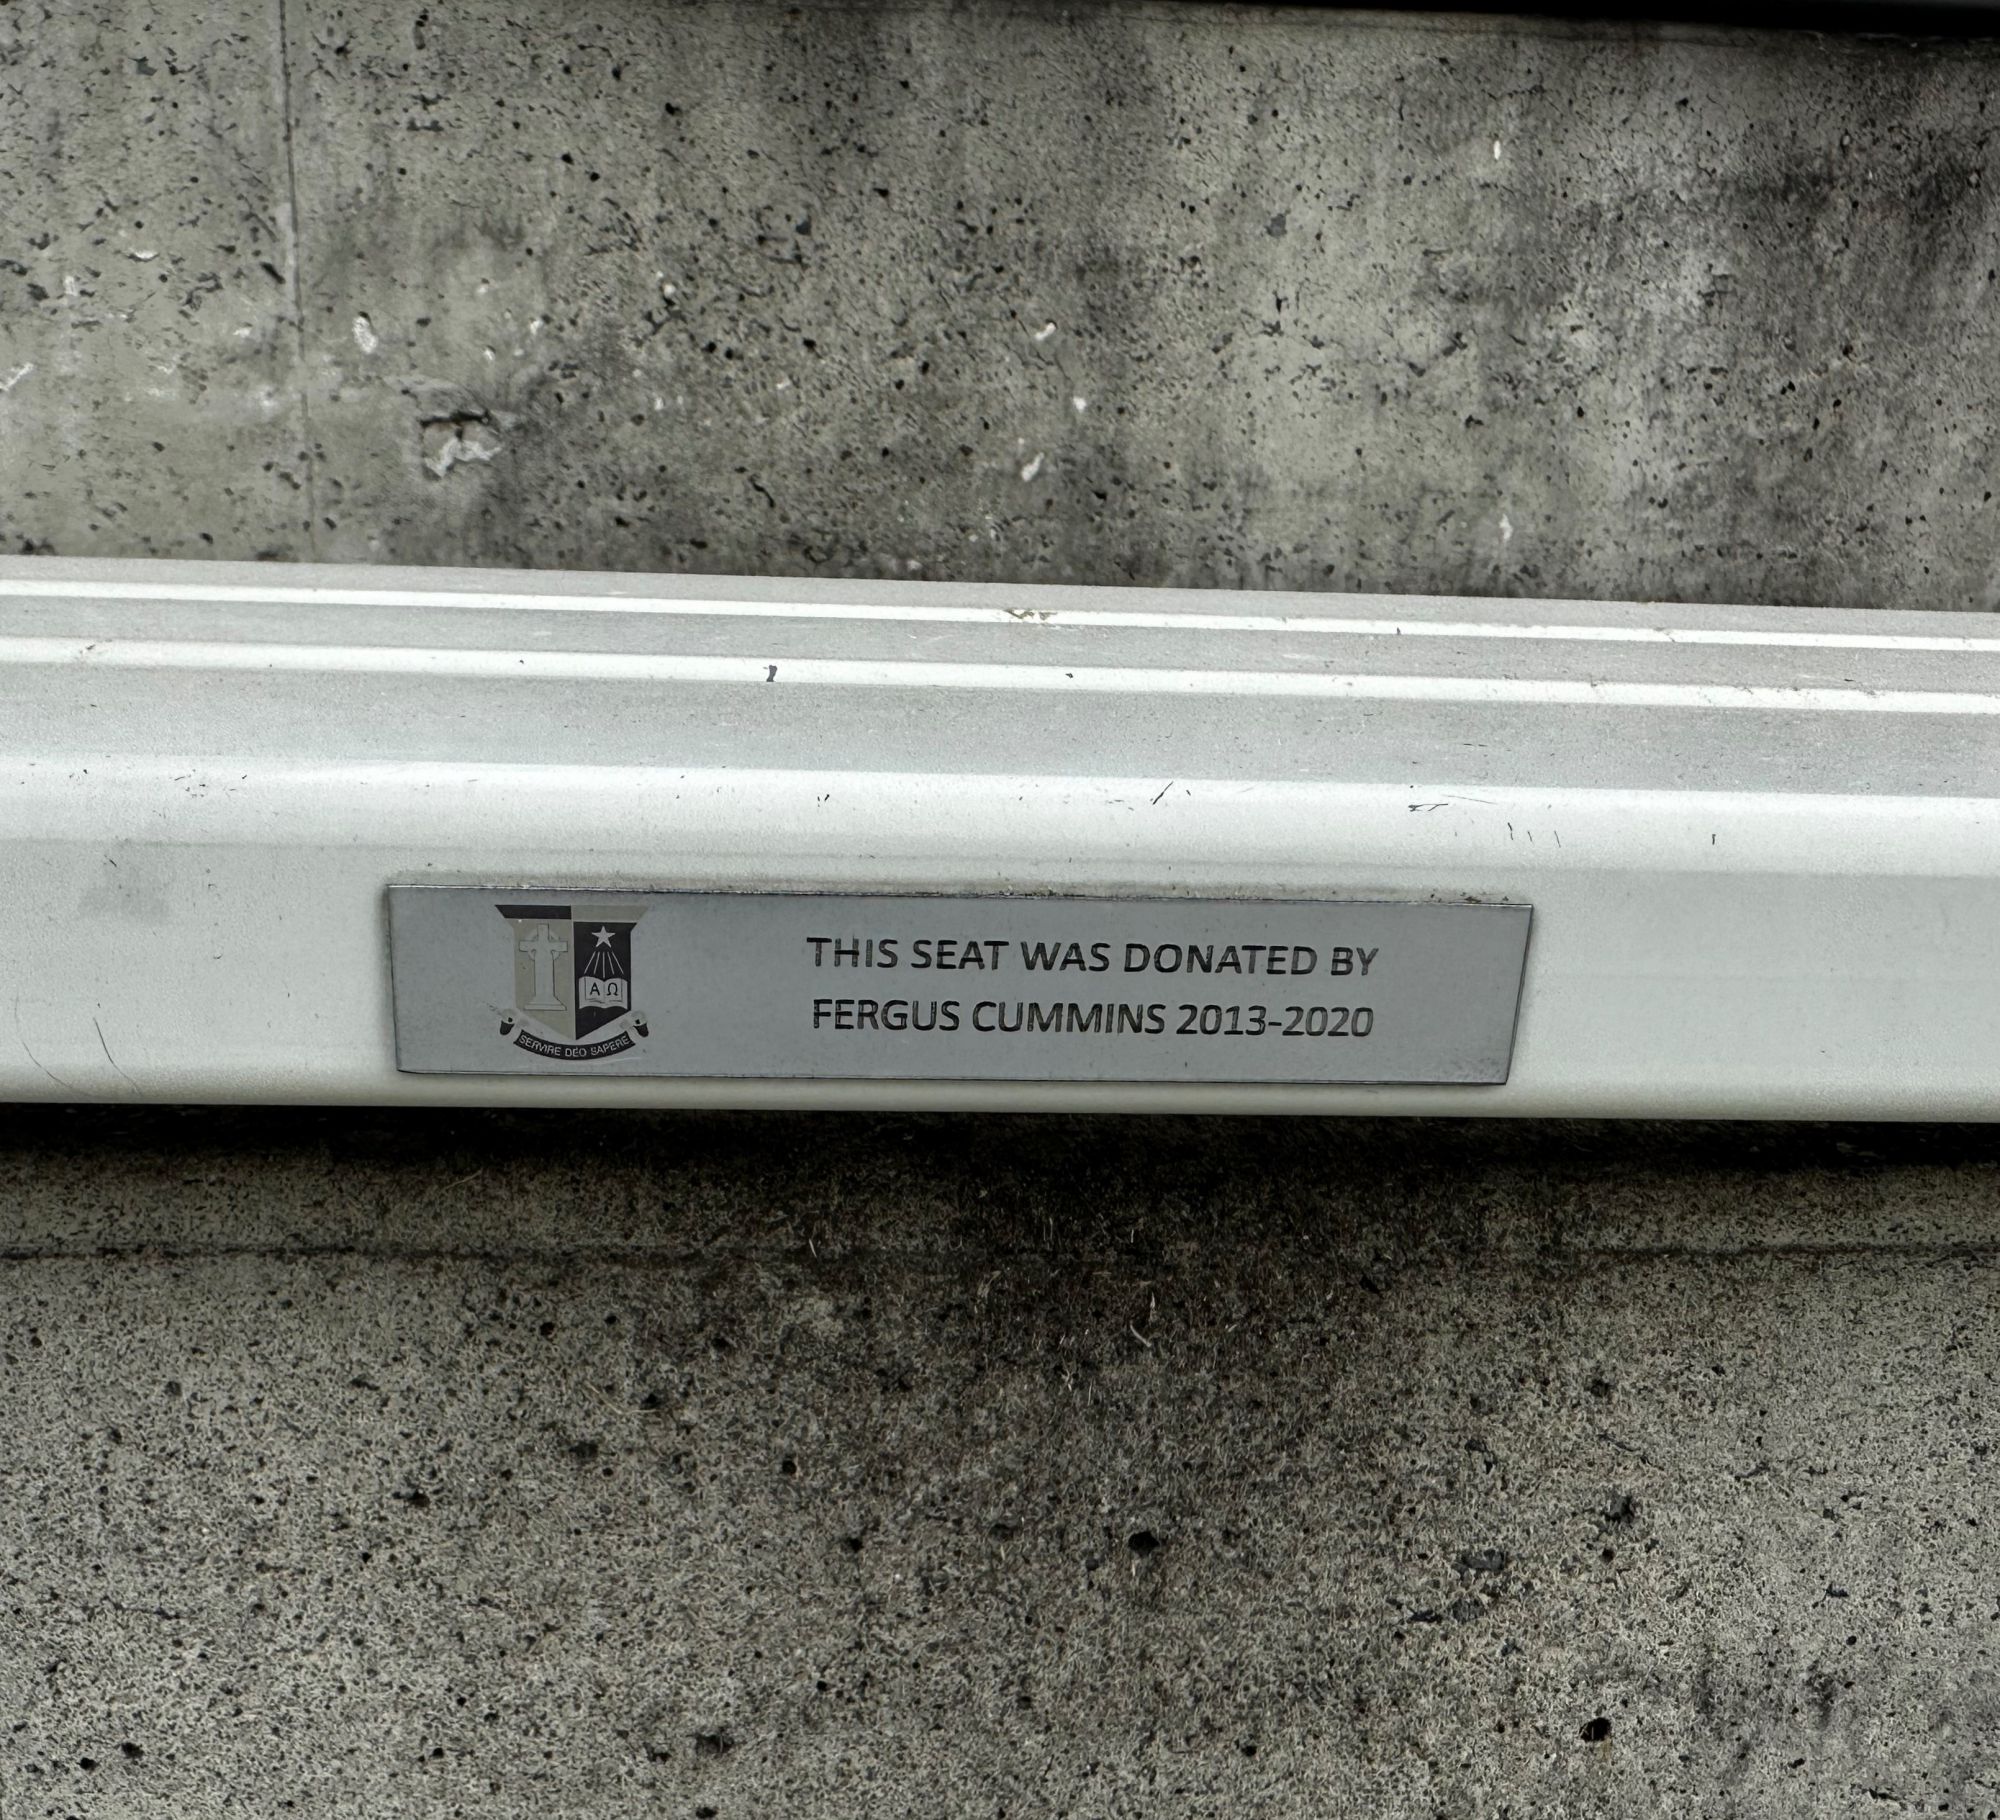 THIS SEAT WAS DONATED BY
FERGUS CUMMINS 2013-2020
Α Ω
SERVIRE DEO SAPERE